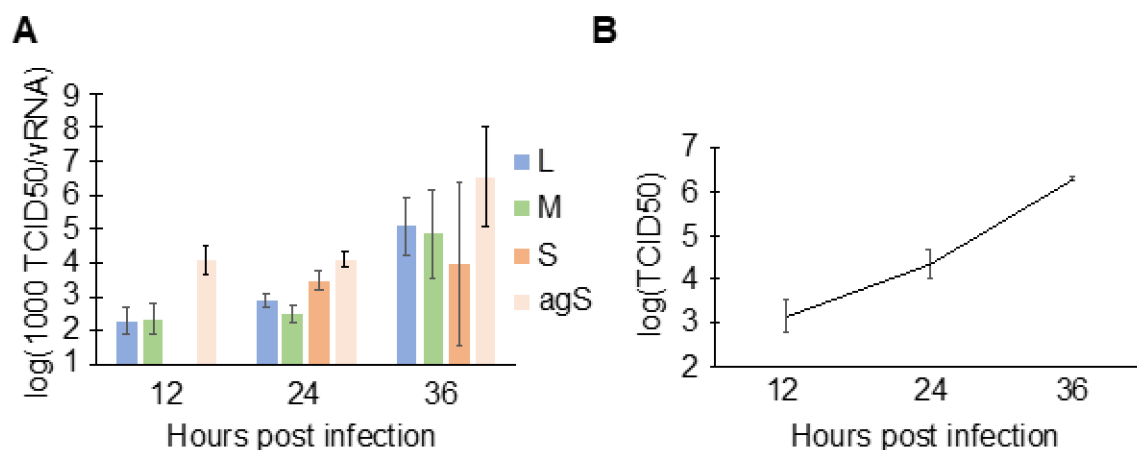 A
log(1000 TCID50/vRNA)
9
8
7
6
5
4
3
2
1
12 24 36
Hours post infection
L
M
S
agS
B
log(TCID50)
7
6
5
4
3
2
12 24 36
Hours post infection